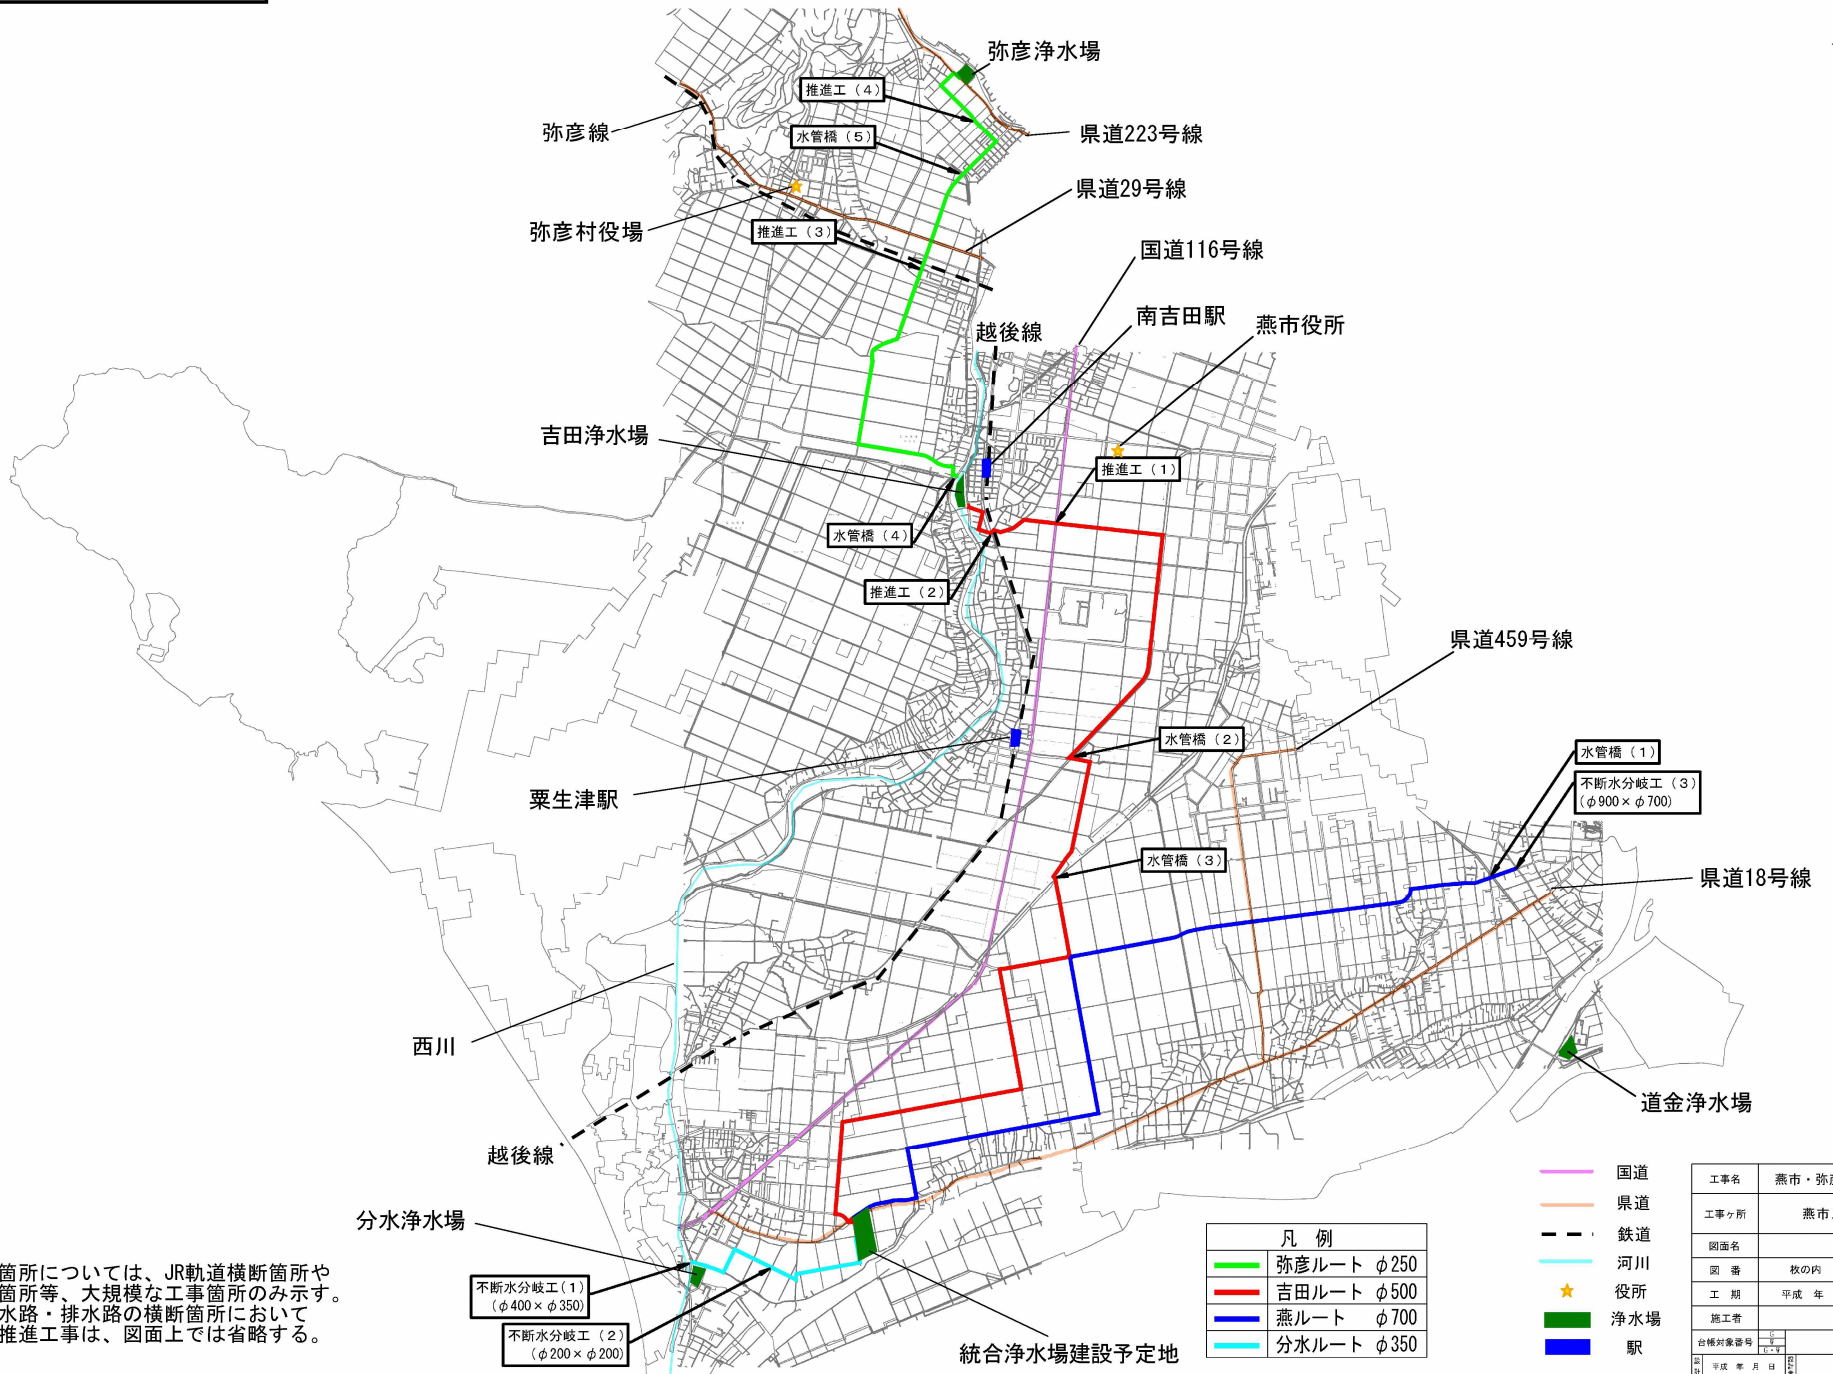 弥彦浄水場
推進工（4）
弥彦線
水管橋（5）
県道223号線
県道29号線
弥彦村役場
推進工（3）
国道116号線
南吉田駅
越後線
燕市役所
吉田浄水場
推進工（1）
水管橋（4）
推進工（2）
県道459号線
水管橋（2）
水管橋（1）
不断水分岐工（3）
（φ900×φ700）
粟生津駅
水管橋（3）
県道18号線
西川
道金浄水場
越後線
分水浄水場
不断水分岐工（1）
（φ400×φ350）
不断水分岐工（2）
（φ200×φ200）
統合浄水場建設予定地
箇所については、JR軌道横断箇所や
箇所等、大規模な工事箇所のみ示す。
水路・排水路の横断箇所において
推進工事は、図面上では省略する。
凡 例
弥彦ルート φ250
吉田ルート φ500
燕ルート φ700
分水ルート φ350
国道
県道
鉄道
河川
役所
浄水場
駅
工事名 燕市・弥
工事ヶ所 燕市
図面名
図 番 枚の内
工 期 平成 年
施工者
台帳対象番号
平成 年 月 日